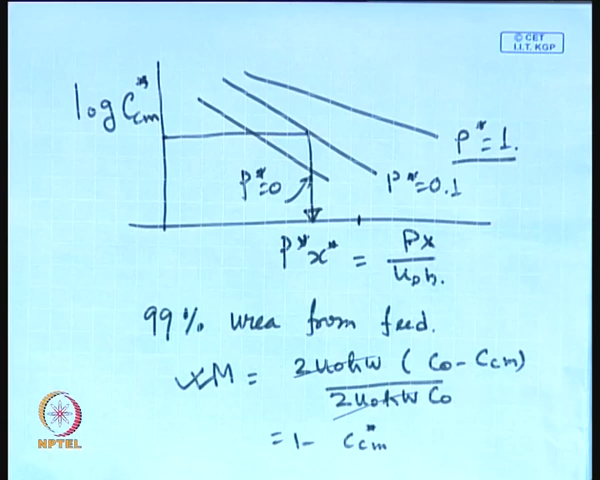 © CET
I.I.T. KGP
log C*cm
P* = 1.
P* = 0
P* = 0.1
P* x* = Px / u₀h.
99% urea from feed.
XM = 2u₀hW (C₀ - Ccm) / 2u₀hW C₀
= 1 - C*cm
NPTEL